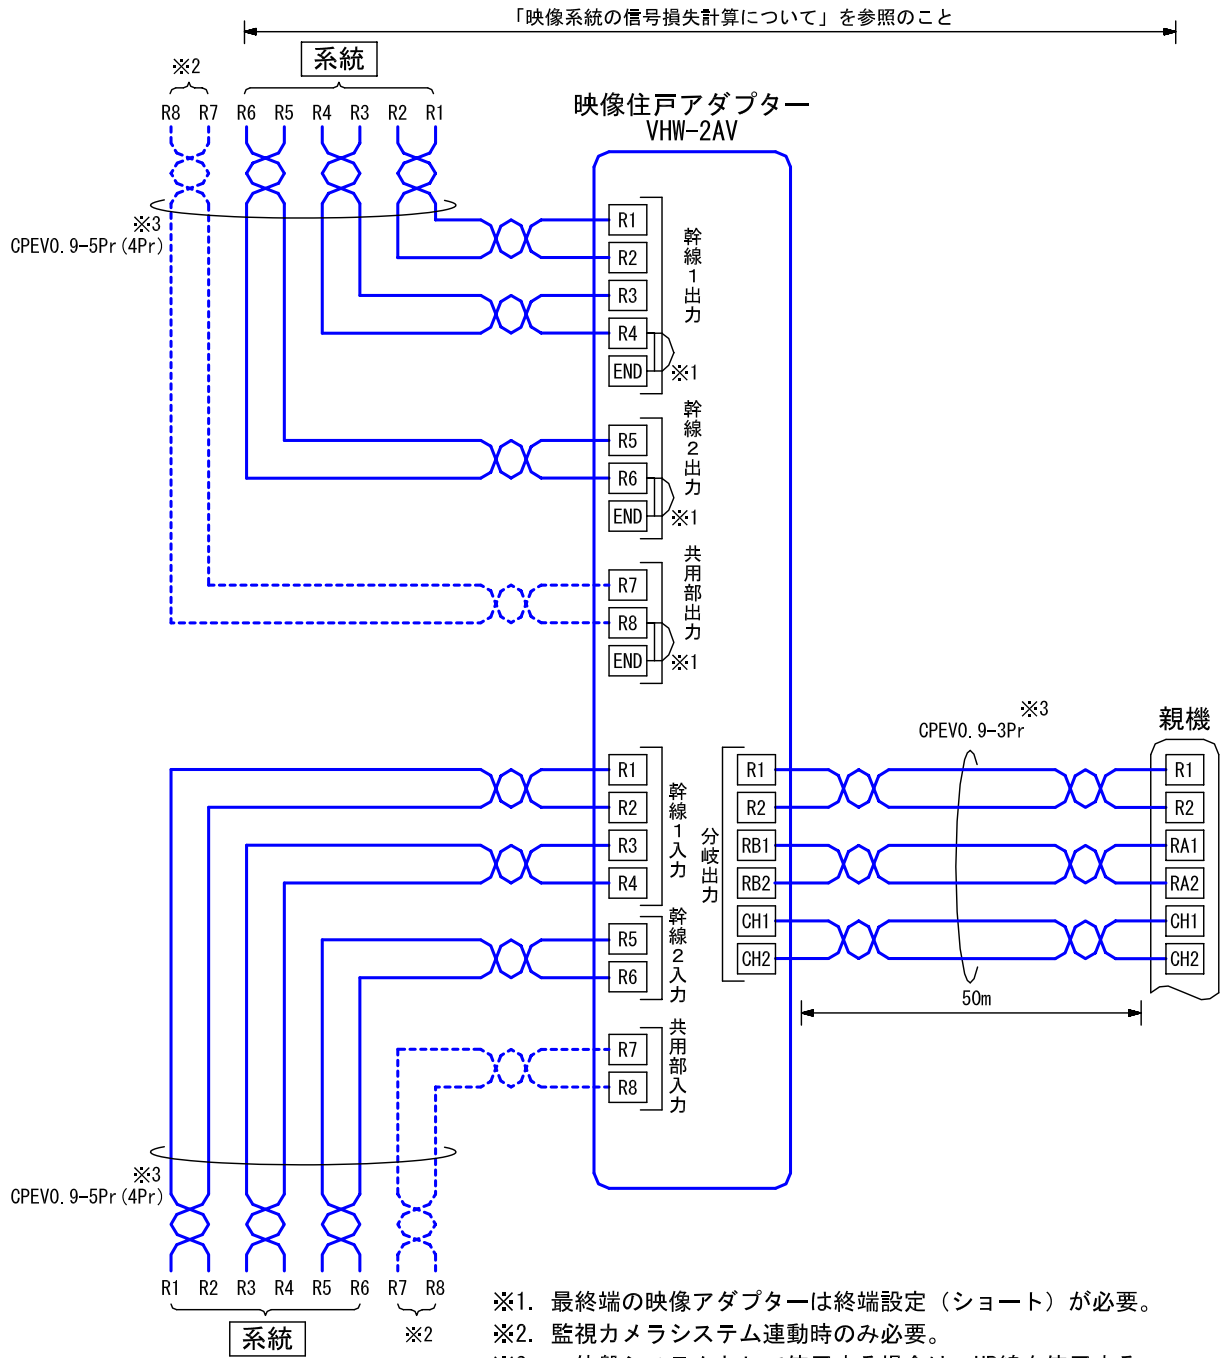 「映像系統の信号損失計算について」を参照のこと
※2
系統
R8 R7 R6 R5 R4 R3 R2 R1
映像住戸アダプター
VHW-2AV
※3
CPEV0.9-5Pr(4Pr)
R1
R2
R3
R4
END
幹線1出力
※1
R5
R6
END
幹線2出力
※1
R7
R8
END
共用部出力
※1
R1
R2
R3
R4
幹線1入力
R5
R6
幹線2入力
R7
R8
共用部入力
分岐出力
R1
R2
RB1
RB2
CH1
CH2
※3
CPEV0.9-3Pr
50m
親機
R1
R2
RA1
RA2
CH1
CH2
※3
CPEV0.9-5Pr(4Pr)
R1 R2 R3 R4 R5 R6 R7 R8
系統
※2
※1. 最終端の映像アダプターは終端設定（ショート）が必要。
※2. 監視カメラシステム連動時のみ必要。